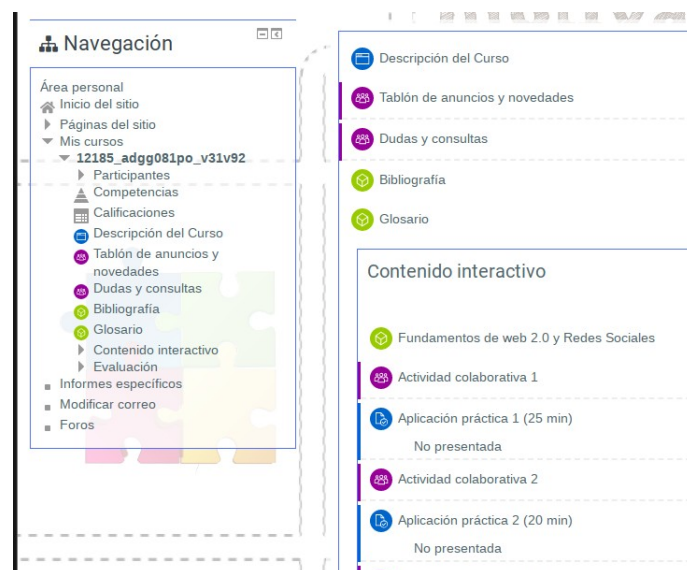 Navegación
Área personal
Inicio del sitio
Páginas del sitio
Mis cursos
12185_adgg081po_v31v92
Participantes
Competencias
Calificaciones
Descripción del Curso
Tablón de anuncios y
novedades
Dudas y consultas
Bibliografía
Glosario
Contenido interactivo
Evaluación
Informes específicos
Modificar correo
Foros
Descripción del Curso
Tablón de anuncios y novedades
Dudas y consultas
Bibliografía
Glosario
Contenido interactivo
Fundamentos de web 2.0 y Redes Sociales
Actividad colaborativa 1
Aplicación práctica 1 (25 min)
No presentada
Actividad colaborativa 2
Aplicación práctica 2 (20 min)
No presentada